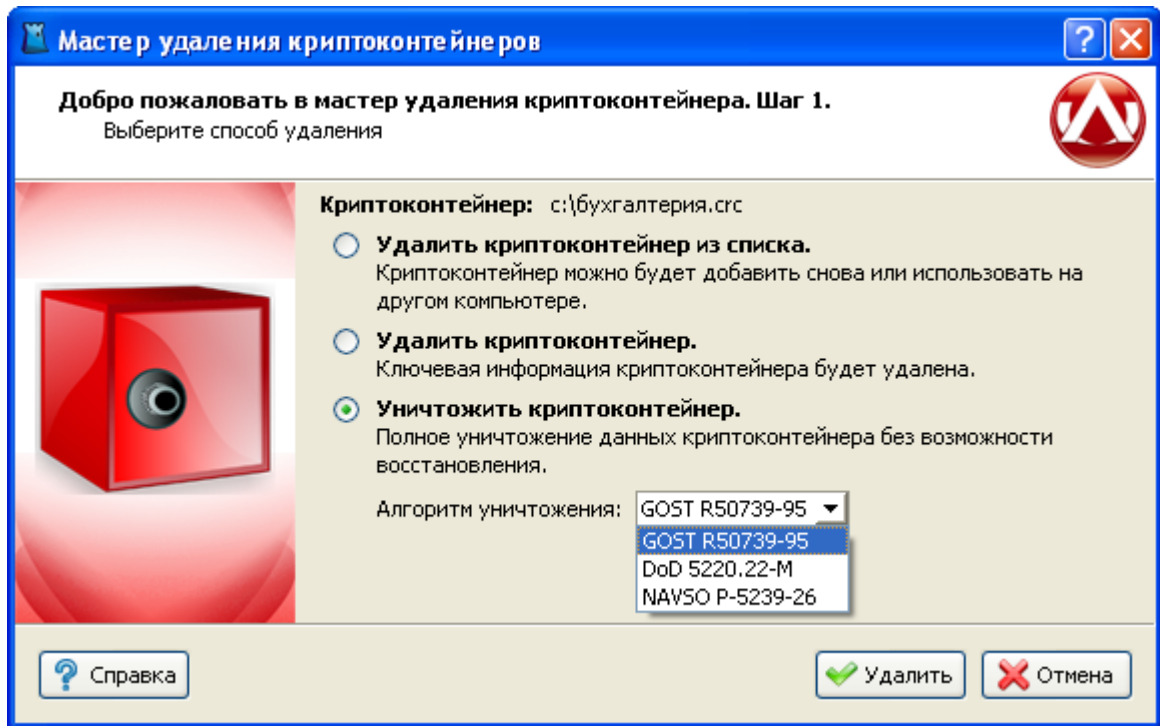 Мастер удаления криптоконтейнеров
Добро пожаловать в мастер удаления криптоконтейнера. Шаг 1.
Выберите способ удаления
Криптоконтейнер: c:\бухгалтерия.crc
Удалить криптоконтейнер из списка.
Криптоконтейнер можно будет добавить снова или использовать на
другом компьютере.
Удалить криптоконтейнер.
Ключевая информация криптоконтейнера будет удалена.
Уничтожить криптоконтейнер.
Полное уничтожение данных криптоконтейнера без возможности
восстановления.
Алгоритм уничтожения: GOST R50739-95
GOST R50739-95
DoD 5220.22-M
NAVSO P-5239-26
Справка Удалить Отмена